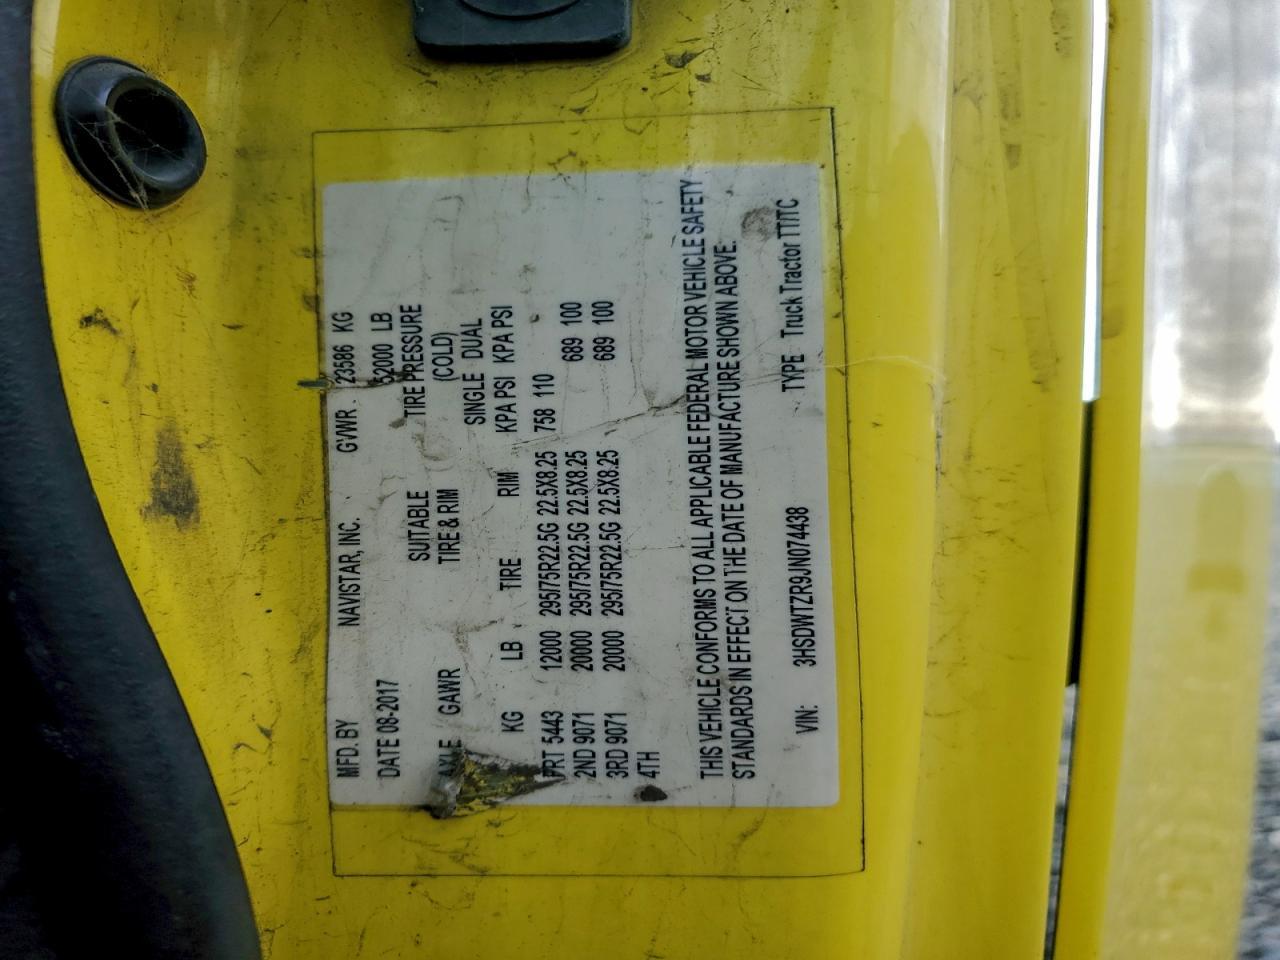 MFD. BY NAVISTAR, INC. GVWR 23586 KG
DATE 08-2017 52000 LB
SUITABLE TIRE PRESSURE
AXLE GAWR TIRE & RIM (COLD)
SINGLE DUAL
KG LB TIRE RIM KPA PSI KPA PSI
FRT 5443 12000 295/75R22.5G 22.5X8.25 758 110
2ND 9071 20000 295/75R22.5G 22.5X8.25 689 100
3RD 9071 20000 295/75R22.5G 22.5X8.25 689 100
4TH
THIS VEHICLE CONFORMS TO ALL APPLICABLE FEDERAL MOTOR VEHICLE SAFETY
STANDARDS IN EFFECT ON THE DATE OF MANUFACTURE SHOWN ABOVE.
VIN: 3HSDWTZR9JN074438 TYPE Truck Tractor TT/TC